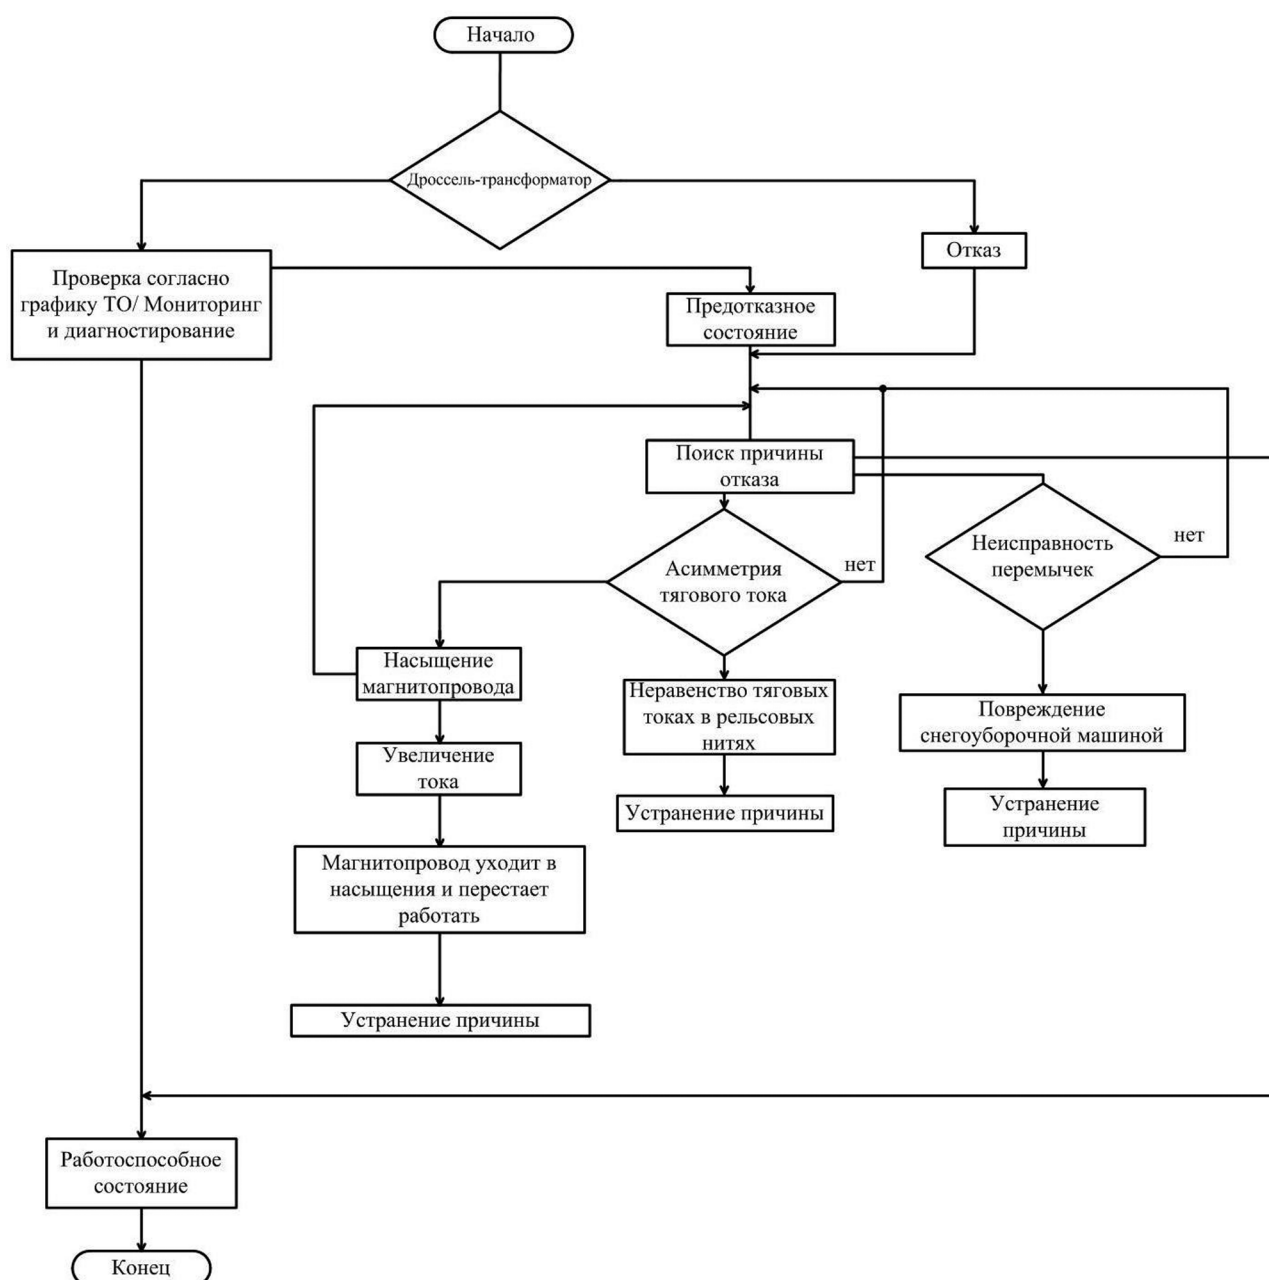 Начало
Дроссель-трансформатор
Отказ
Проверка согласно
графику ТО/ Мониторинг
и диагностирование
Предотказное
состояние
Поиск причины
отказа
Неисправность
перемычек
нет
Асимметрия
тягового тока
нет
Насыщение
магнитопровода
Неравенство тяговых
токах в рельсовых
нитях
Повреждение
снегоуборочной машиной
Увеличение
тока
Устранение причины
Устранение
причины
Магнитопровод уходит в
насыщения и перестает
работать
Устранение причины
Работоспособное
состояние
Конец